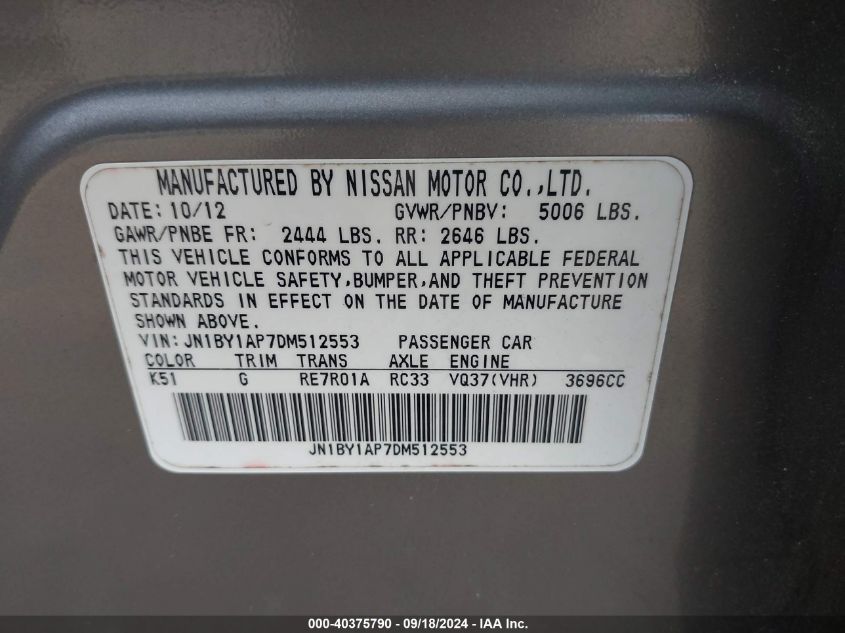 MANUFACTURED BY NISSAN MOTOR CO.,LTD.
DATE: 10/12 GVWR/PNBV: 5006 LBS.
GAWR/PNBE FR: 2444 LBS. RR: 2646 LBS.
THIS VEHICLE CONFORMS TO ALL APPLICABLE FEDERAL
MOTOR VEHICLE SAFETY,BUMPER,AND THEFT PREVENTION
STANDARDS IN EFFECT ON THE DATE OF MANUFACTURE
SHOWN ABOVE.
VIN: JN1BY1AP7DM512553 PASSENGER CAR
COLOR TRIM TRANS AXLE ENGINE
K51 G RE7R01A RC33 VQ37(VHR) 3696CC
JN1BY1AP7DM512553
000-40375790 - 09/18/2024 - IAA Inc.